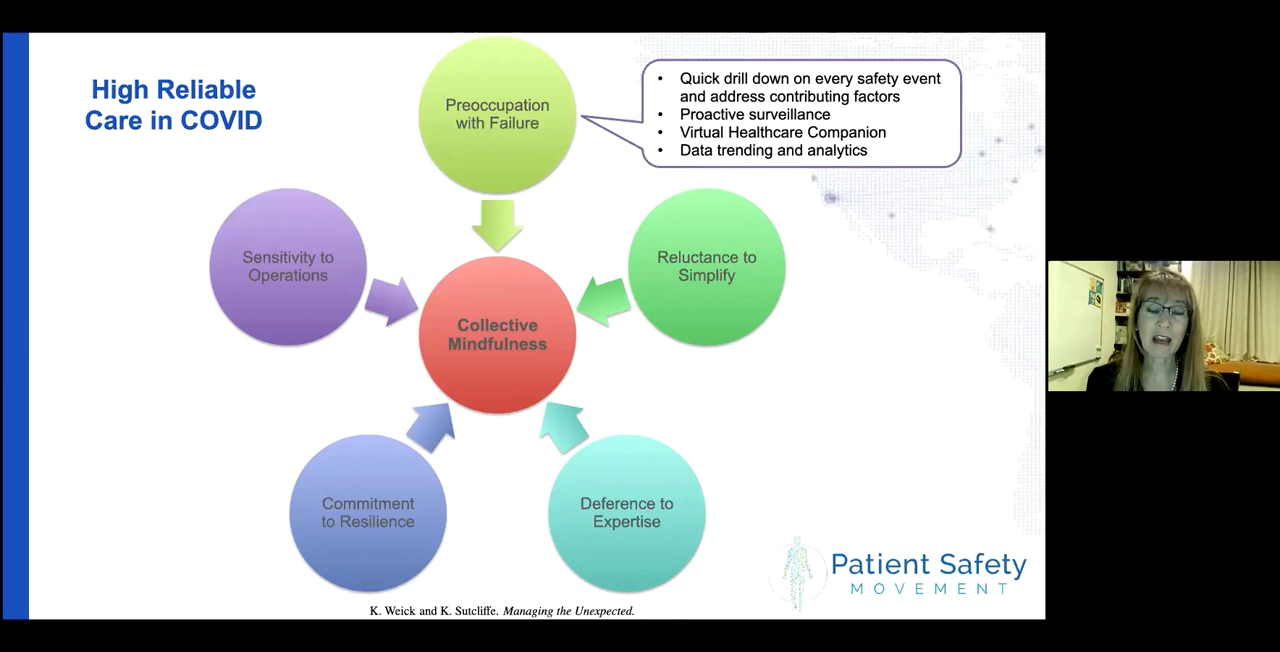 High Reliable
Care in COVID
Preoccupation
with Failure
• Quick drill down on every safety event
and address contributing factors
• Proactive surveillance
• Virtual Healthcare Companion
• Data trending and analytics
Sensitivity to
Operations
Reluctance to
Simplify
Collective
Mindfulness
Commitment
to Resilience
Deference to
Expertise
Patient Safety
MOVEMENT
K. Weick and K. Sutcliffe. Managing the Unexpected.